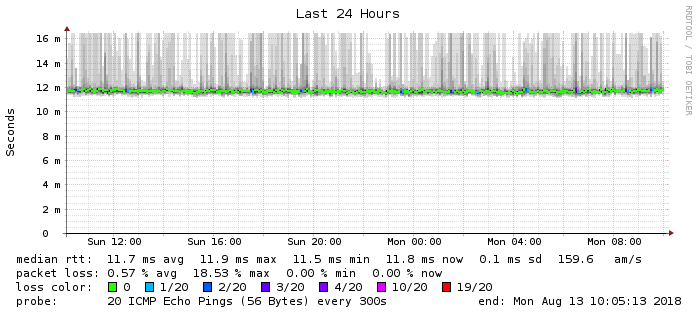 Last 24 Hours
RRDTOOL / TOBI OETIKER
Seconds
16 m
14 m
12 m
10 m
8 m
6 m
4 m
2 m
0
Sun 12:00 Sun 16:00 Sun 20:00 Mon 00:00 Mon 04:00 Mon 08:00
median rtt: 11.7 ms avg 11.9 ms max 11.5 ms min 11.8 ms now 0.1 ms sd 159.6 am/s
packet loss: 0.57 % avg 18.53 % max 0.00 % min 0.00 % now
loss color: 0 1/20 2/20 3/20 4/20 10/20 19/20
probe: 20 ICMP Echo Pings (56 Bytes) every 300s end: Mon Aug 13 10:05:13 2018